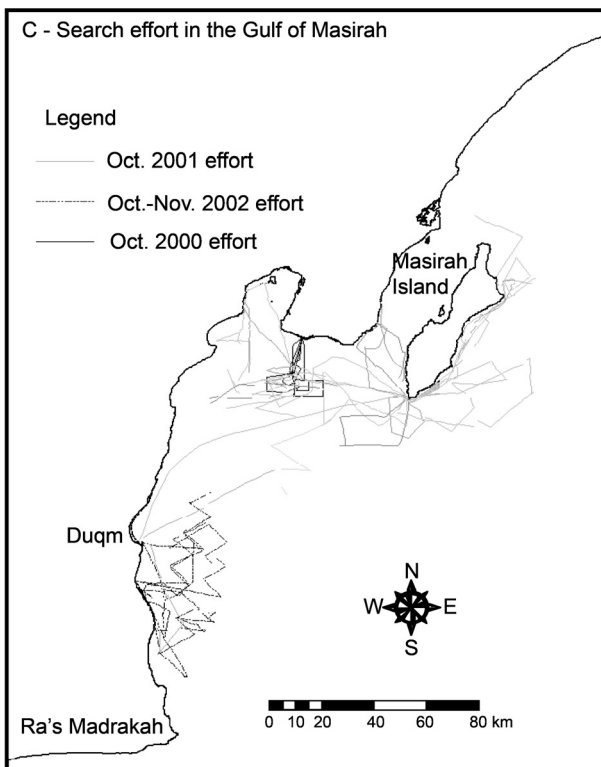 C - Search effort in the Gulf of Masirah
Legend
Oct. 2001 effort
Oct.-Nov. 2002 effort
Oct. 2000 effort
Masirah
Island
Duqm
N
W E
S
Ra's Madrakah
0 10 20 40 60 80 km